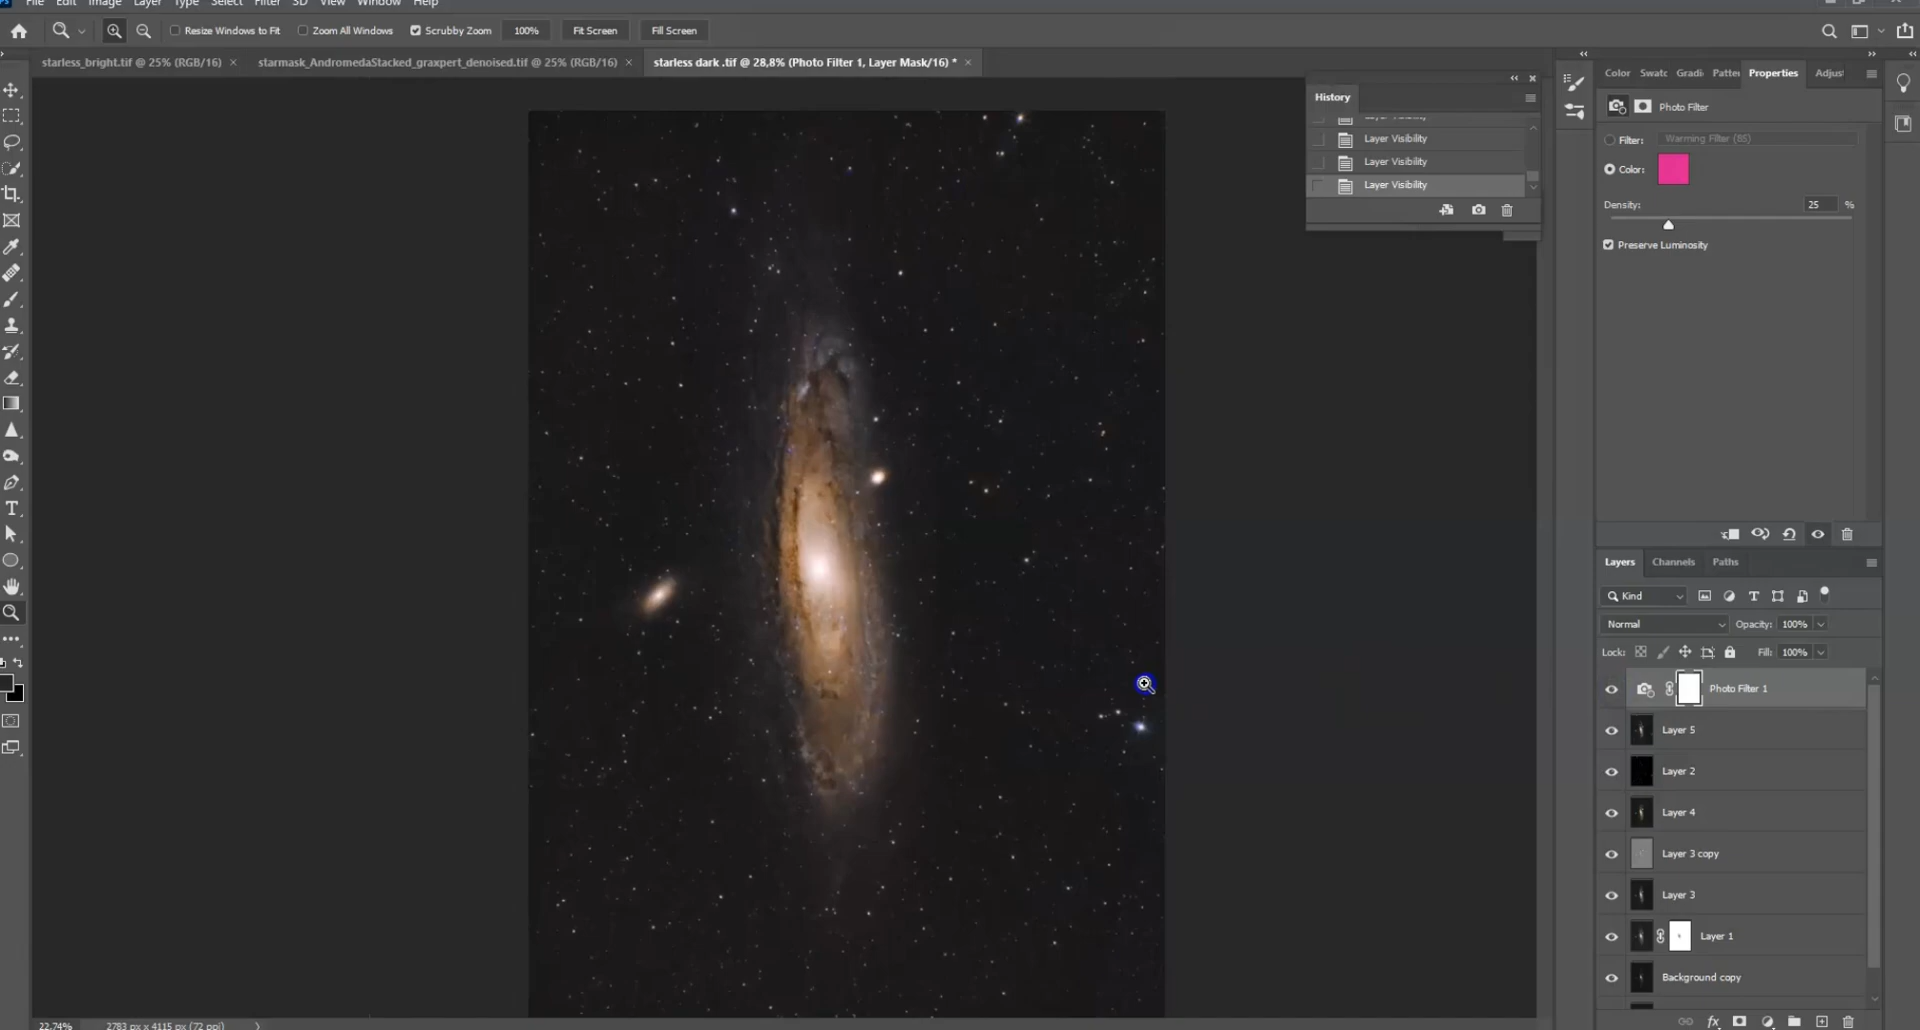 File Edit Image Layer Type Select Filter 3D View Window Help
Resize Windows to Fit Zoom All Windows Scrubby Zoom 100% Fit Screen Fill Screen
starless_bright.tif @ 25% (RGB/16) × starmask_AndromedaStacked_graxpert_denoised.tif @ 25% (RGB/16) × starless dark .tif @ 28,8% (Photo Filter 1, Layer Mask/16) * ×
History
Layer Visibility
Layer Visibility
Layer Visibility
Layer Visibility
Color Swatc Gradi Patter Properties Adjus
Photo Filter
Filter: Warming Filter (85)
Color:
Density: 25 %
Preserve Luminosity
Layers Channels Paths
Kind
Normal Opacity: 100%
Lock: Fill: 100%
Photo Filter 1
Layer 5
Layer 2
Layer 4
Layer 3 copy
Layer 3
Layer 1
Background copy
fx
22.74% 2783 px x 4115 px (72 ppi)